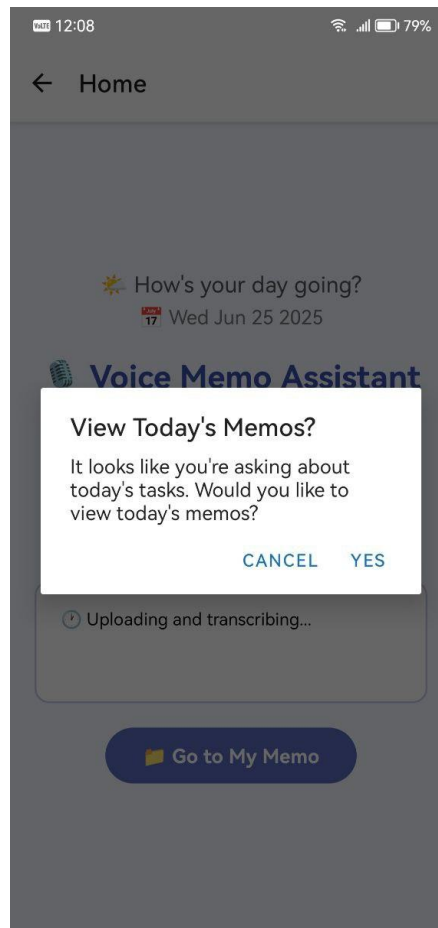 VoLTE 12:08 79%
← Home
🌤️ How's your day going?
📅 Wed Jun 25 2025
🎙️ Voice Memo Assistant
View Today's Memos?
It looks like you're asking about
today's tasks. Would you like to
view today's memos?
CANCEL YES
🕐 Uploading and transcribing...
📁 Go to My Memo